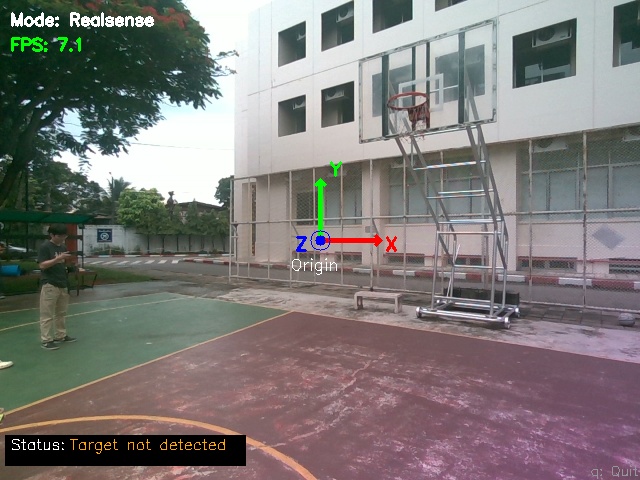 Mode: Realsense
FPS: 7.1
Y
Z
X
Origin
Status: Target not detected
q: Quit